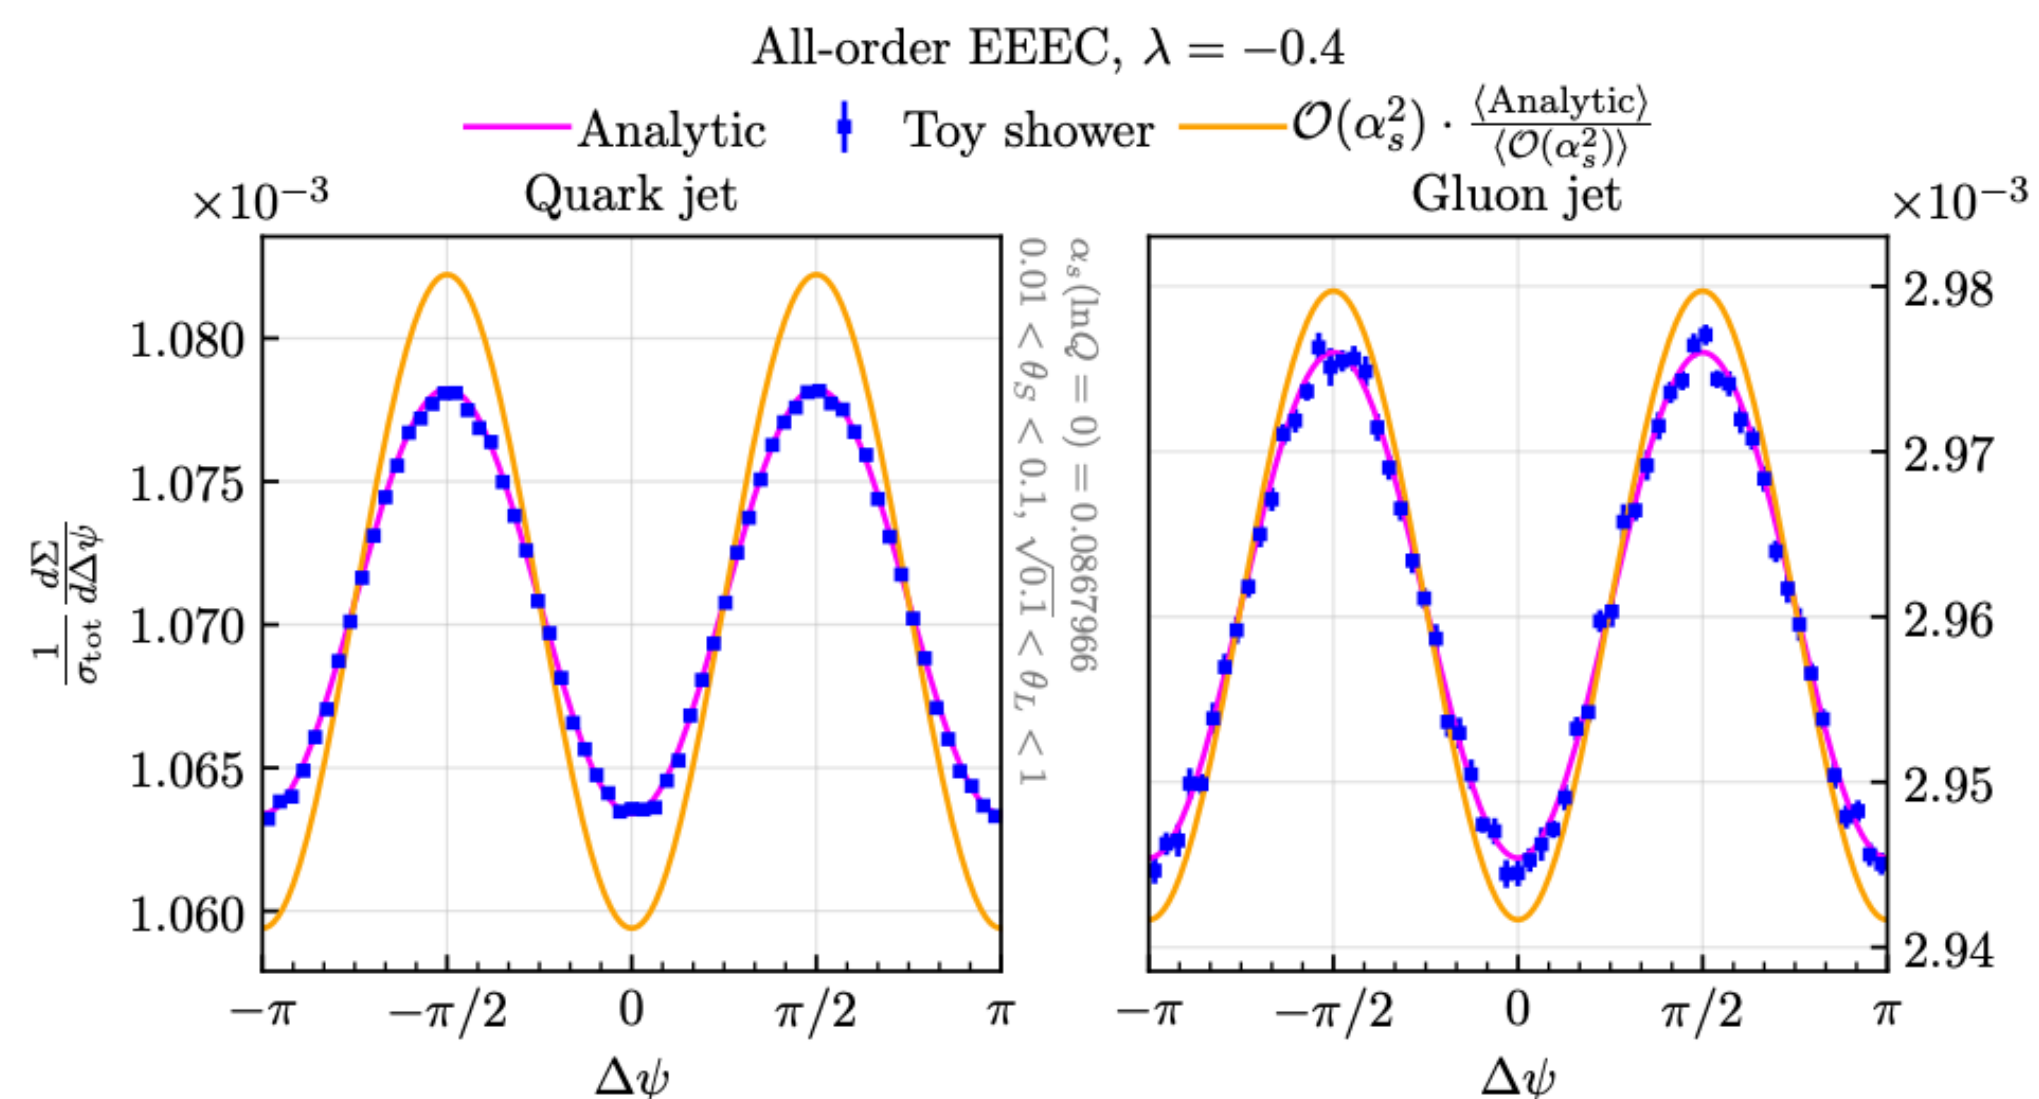 All-order EEEC, λ = −0.4
Analytic Toy shower 𝒪(α_s^2) · ⟨Analytic⟩/⟨𝒪(α_s^2)⟩
×10^−3 Quark jet Gluon jet ×10^−3
1/σ_tot dΣ/dΔψ
1.080
1.075
1.070
1.065
1.060
−π −π/2 0 π/2 π
Δψ
α_s(lnQ = 0) = 0.0867966
0.01 < θ_S < 0.1, √0.1 < θ_L < 1
2.98
2.97
2.96
2.95
2.94
−π −π/2 0 π/2 π
Δψ